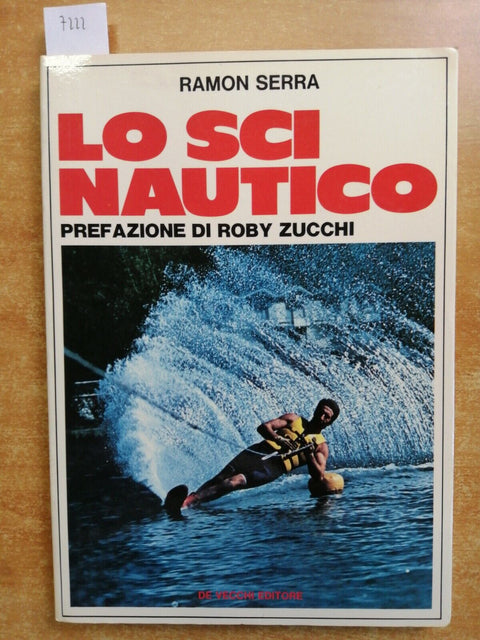 7222
RAMON SERRA
LO SCI
NAUTICO
PREFAZIONE DI ROBY ZUCCHI
DE VECCHI EDITORE